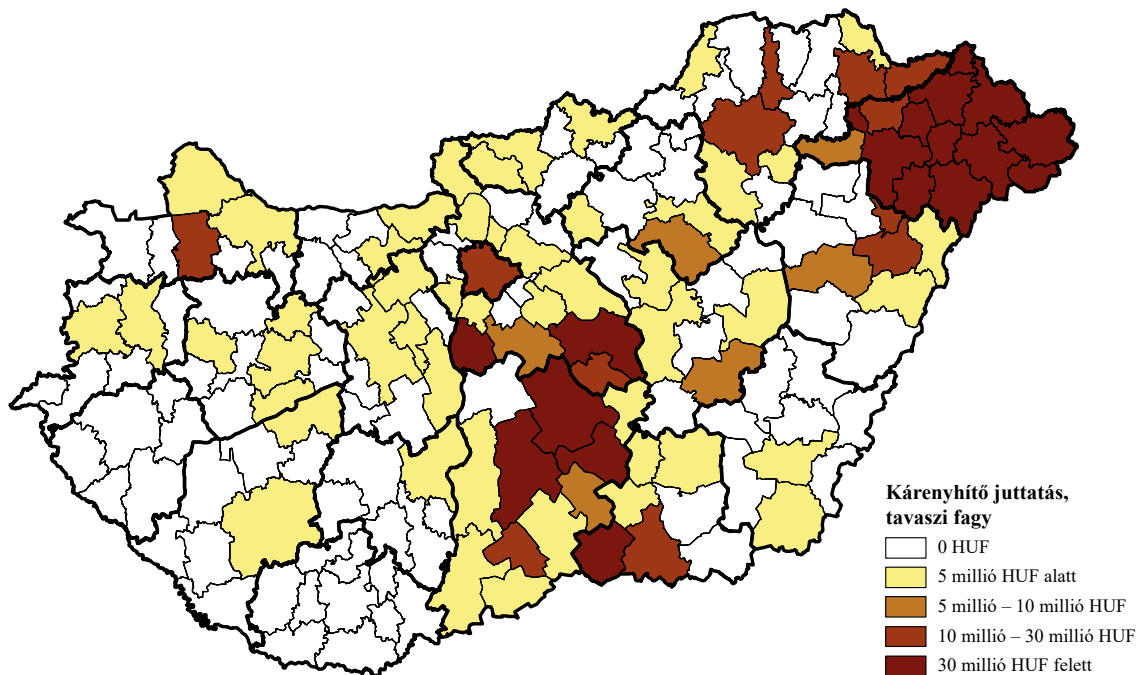 Kárenyhítő juttatás,
tavaszi fagy
0 HUF
5 millió HUF alatt
5 millió – 10 millió HUF
10 millió – 30 millió HUF
30 millió HUF felett